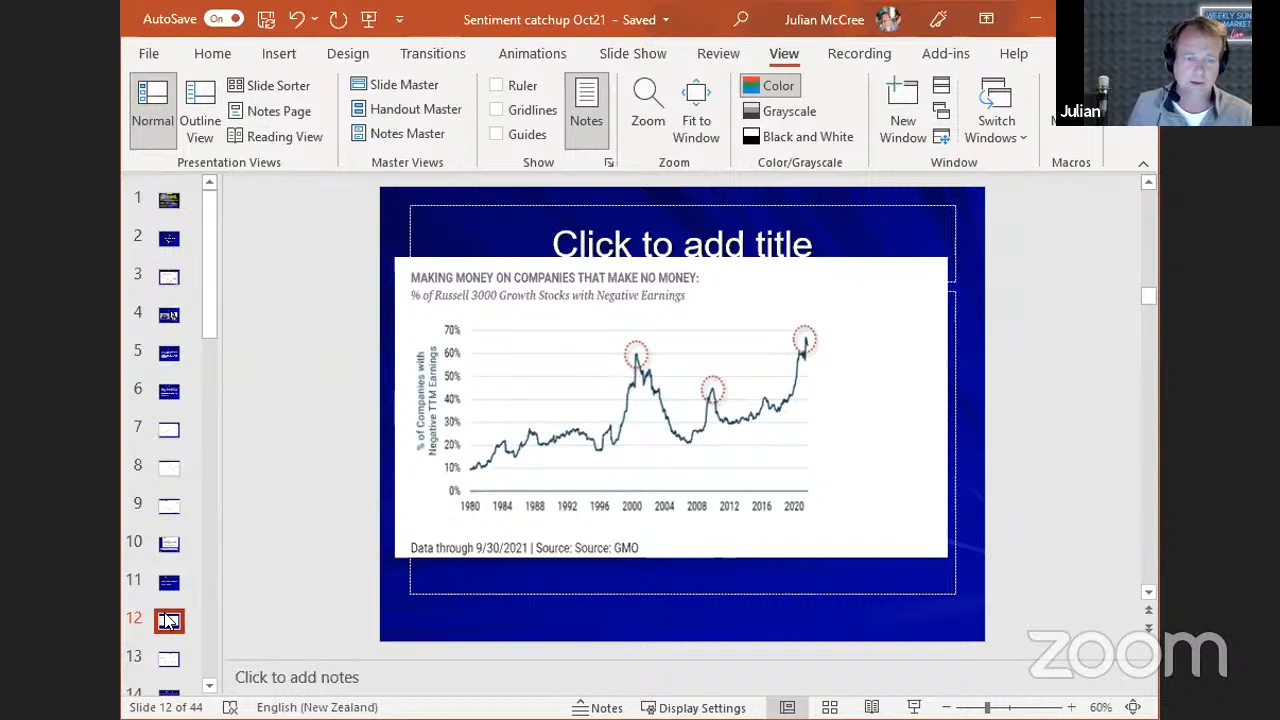 AutoSave On Sentiment catchup Oct21 - Saved Julian McCree
WEEKLY SUN
MARKET
Live
Julian
File Home Insert Design Transitions Animations Slide Show Review View Recording Add-ins Help
Normal
Outline View
Slide Sorter
Notes Page
Reading View
Presentation Views
Slide Master
Handout Master
Notes Master
Master Views
Ruler
Gridlines
Guides
Notes
Show
Zoom
Fit to Window
Zoom
Color
Grayscale
Black and White
Color/Grayscale
New Window
Switch Windows
Window
Macros
1
2
3
4
5
6
7
8
9
10
11
12
13
14
Click to add title
MAKING MONEY ON COMPANIES THAT MAKE NO MONEY:
% of Russell 3000 Growth Stocks with Negative Earnings
% of Companies with
Negative TTM Earnings
70%
60%
50%
40%
30%
20%
10%
0%
1980 1984 1988 1992 1996 2000 2004 2008 2012 2016 2020
Data through 9/30/2021 | Source: Source: GMO
Click to add notes
zoom
Slide 12 of 44 English (New Zealand) Notes Display Settings 60%